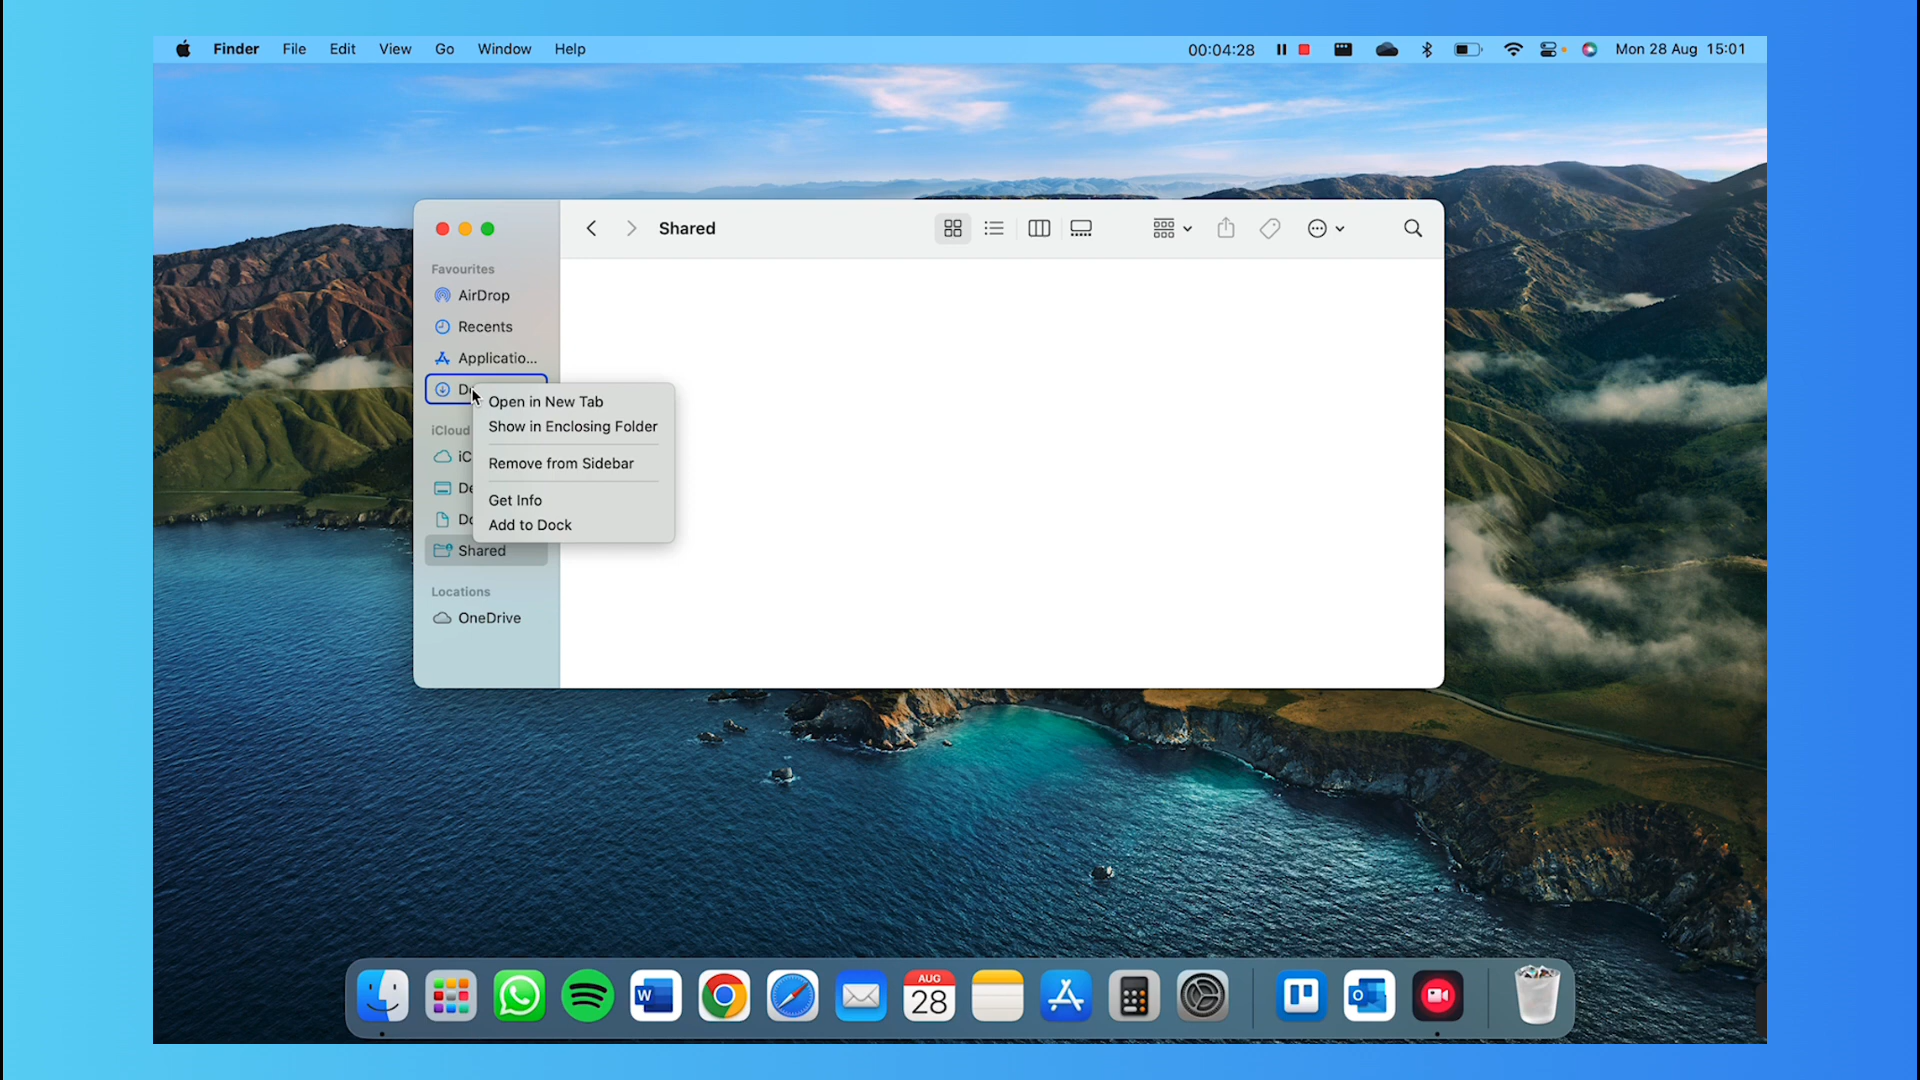 Finder File Edit View Go Window Help 00:04:28 Mon 28 Aug 15:01
Shared
Favourites
AirDrop
Recents
Applicatio...
Open in New Tab
Show in Enclosing Folder
Remove from Sidebar
Get Info
Add to Dock
iCloud
Shared
Locations
OneDrive
AUG
28
W